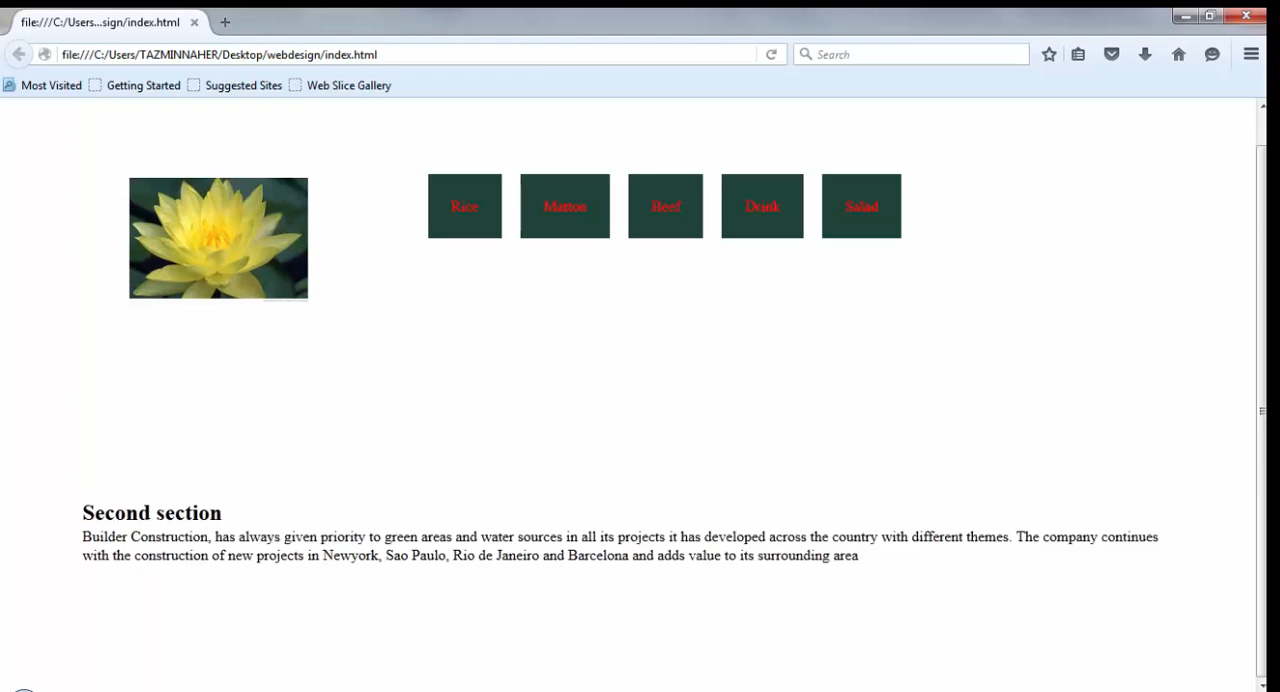 file:///C:/Users...sign/index.html
file:///C:/Users/TAZMINNAHER/Desktop/webdesign/index.html
Search
Most Visited Getting Started Suggested Sites Web Slice Gallery
Rice Mutton Beef Drink Salad
Second section
Builder Construction, has always given priority to green areas and water sources in all its projects it has developed across the country with different themes. The company continues
with the construction of new projects in Newyork, Sao Paulo, Rio de Janeiro and Barcelona and adds value to its surrounding area